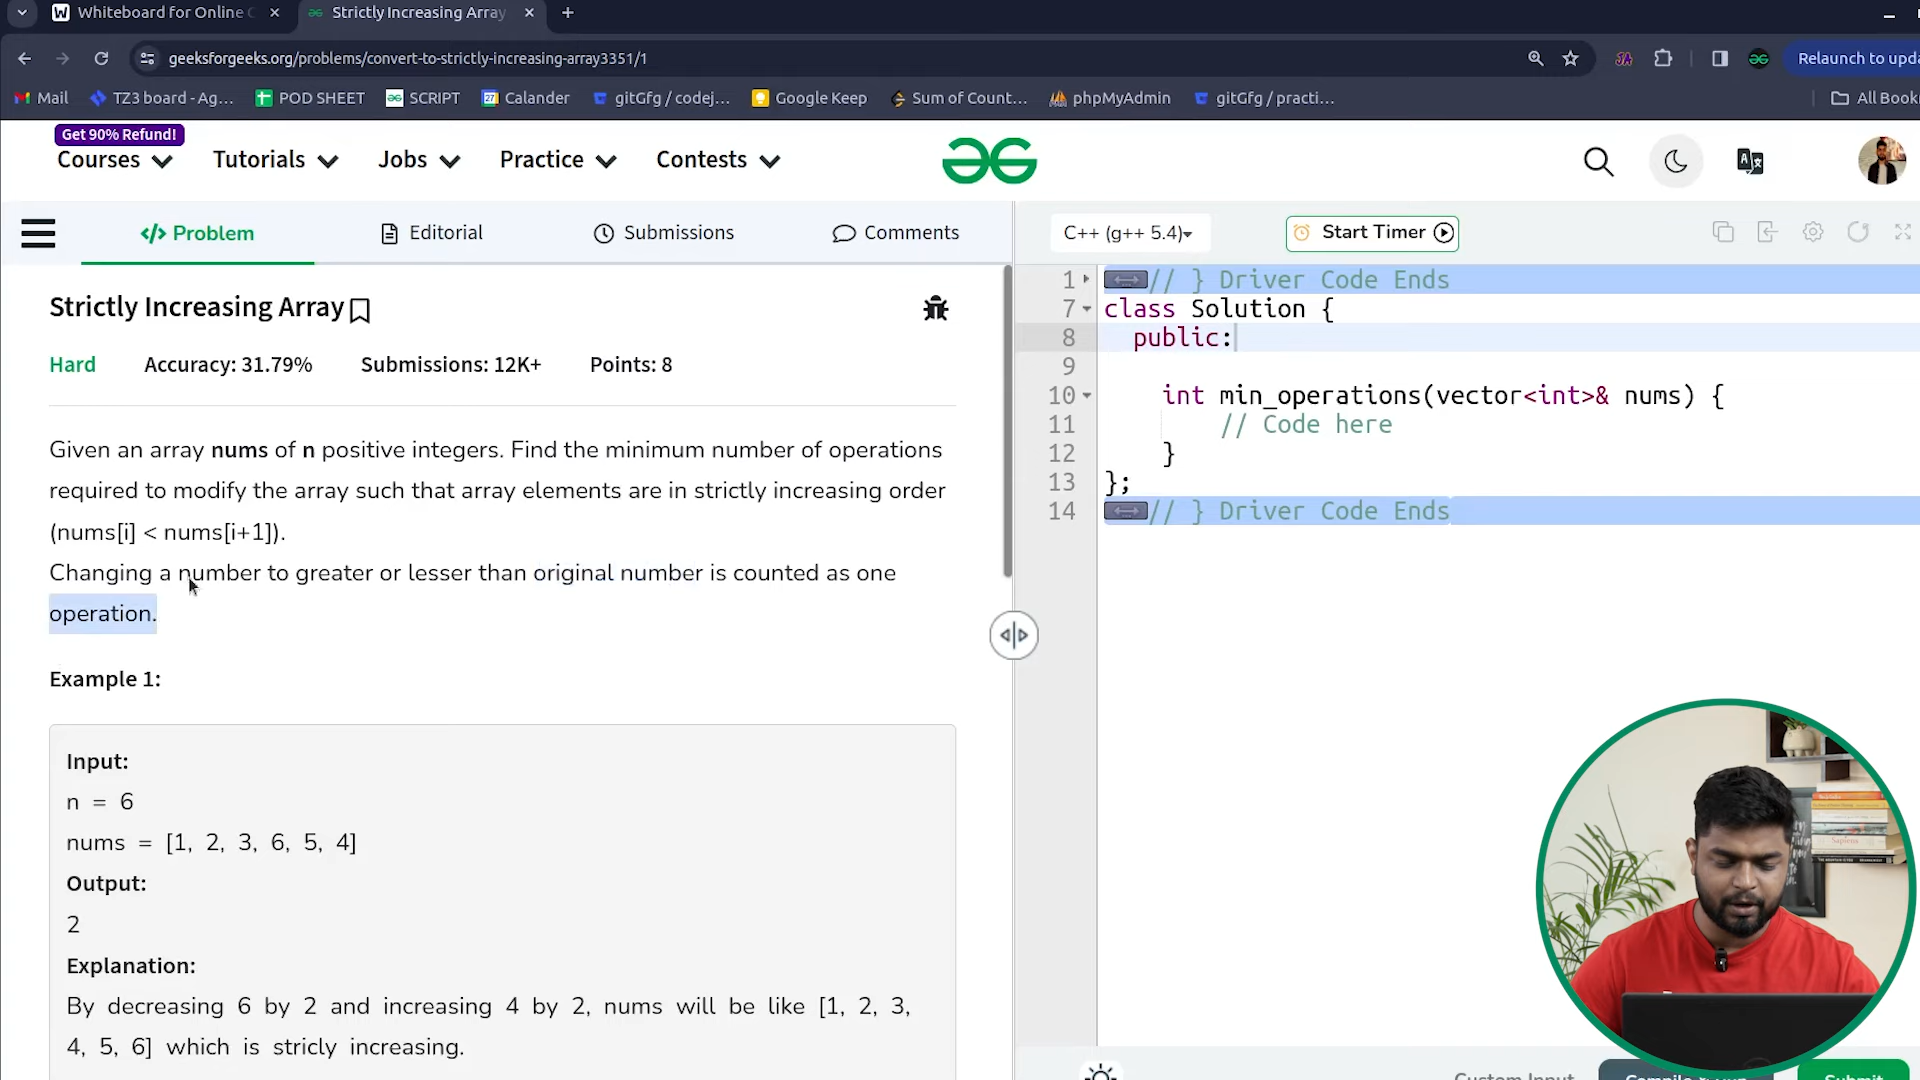 Whiteboard for Online
Strictly Increasing Array
geeksforgeeks.org/problems/convert-to-strictly-increasing-array3351/1
Relaunch to upda
Mail
TZ3 board - Ag...
POD SHEET
SCRIPT
Calander
gitGfg / codej...
Google Keep
Sum of Count...
phpMyAdmin
gitGfg / practi...
All Book
Get 90% Refund!
Courses
Tutorials
Jobs
Practice
Contests
</> Problem
Editorial
Submissions
Comments
C++ (g++ 5.4)
Start Timer
Strictly Increasing Array
Hard Accuracy: 31.79% Submissions: 12K+ Points: 8
Given an array nums of n positive integers. Find the minimum number of operations
required to modify the array such that array elements are in strictly increasing order
(nums[i] < nums[i+1]).
Changing a number to greater or lesser than original number is counted as one
operation.
Example 1:
Input:
n = 6
nums = [1, 2, 3, 6, 5, 4]
Output:
2
Explanation:
By decreasing 6 by 2 and increasing 4 by 2, nums will be like [1, 2, 3,
4, 5, 6] which is stricly increasing.
1 // } Driver Code Ends
7 class Solution {
8 public:
9
10 int min_operations(vector<int>& nums) {
11 // Code here
12 }
13 };
14 // } Driver Code Ends
Custom Input
Submit